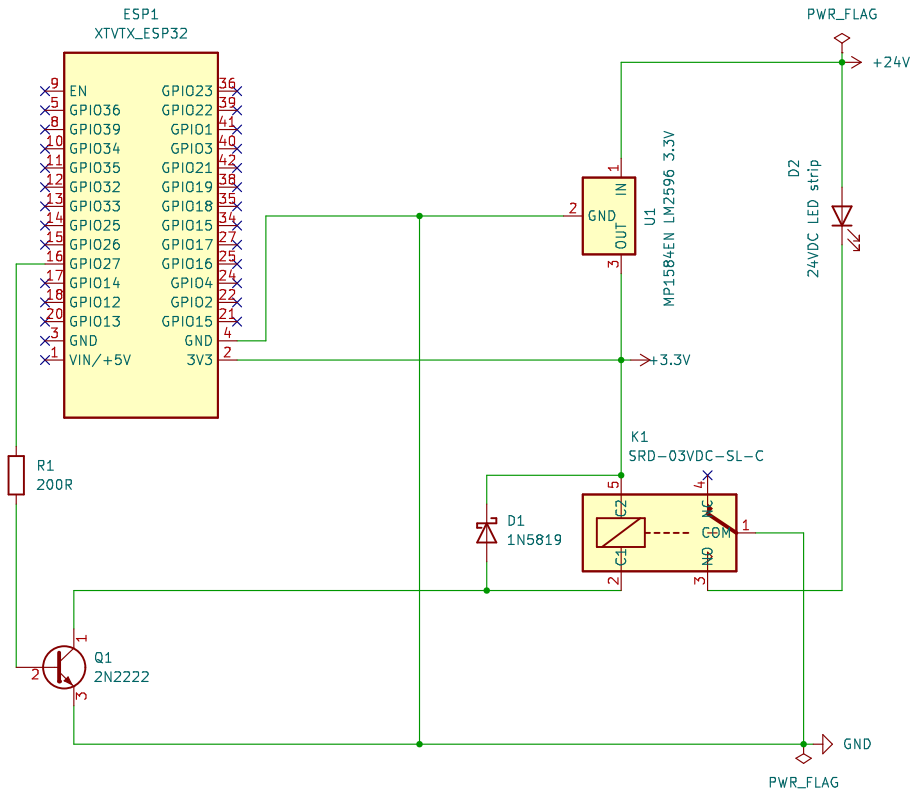 ESP1
XTVTX_ESP32
9 EN
5 GPIO36
8 GPIO39
10 GPIO34
11 GPIO35
12 GPIO32
13 GPIO33
14 GPIO25
15 GPIO26
16 GPIO27
17 GPIO14
18 GPIO12
20 GPIO13
3 GND
1 VIN/+5V
GPIO23 36
GPIO22 39
GPIO1 41
GPIO3 40
GPIO21 42
GPIO19 38
GPIO18 35
GPIO15 34
GPIO17 27
GPIO16 25
GPIO4 24
GPIO2 22
GPIO15 21
GND 4
3V3 2
PWR_FLAG
+24V
1
IN
2 GND
OUT
3
U1
MP1584EN LM2596 3.3V
D2
24VDC LED strip
+3.3V
K1
SRD-03VDC-SL-C
5
C2
4
NC
COM 1
C1
2
NO
3
D1
1N5819
R1
200R
1
2
3
Q1
2N2222
GND
PWR_FLAG